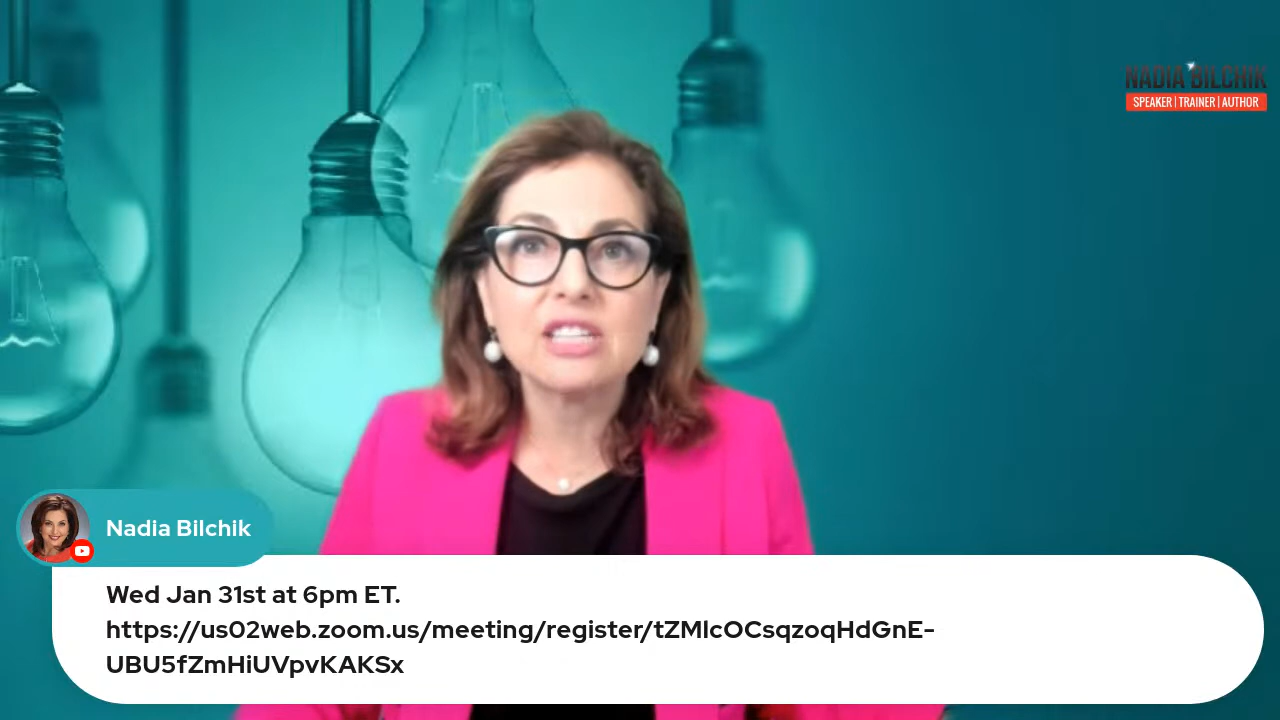 NADIA BILCHIK
SPEAKER | TRAINER | AUTHOR
Nadia Bilchik
Wed Jan 31st at 6pm ET.
https://us02web.zoom.us/meeting/register/tZMlcOCsqzoqHdGnE-
UBU5fZmHiUVpvKAKSx